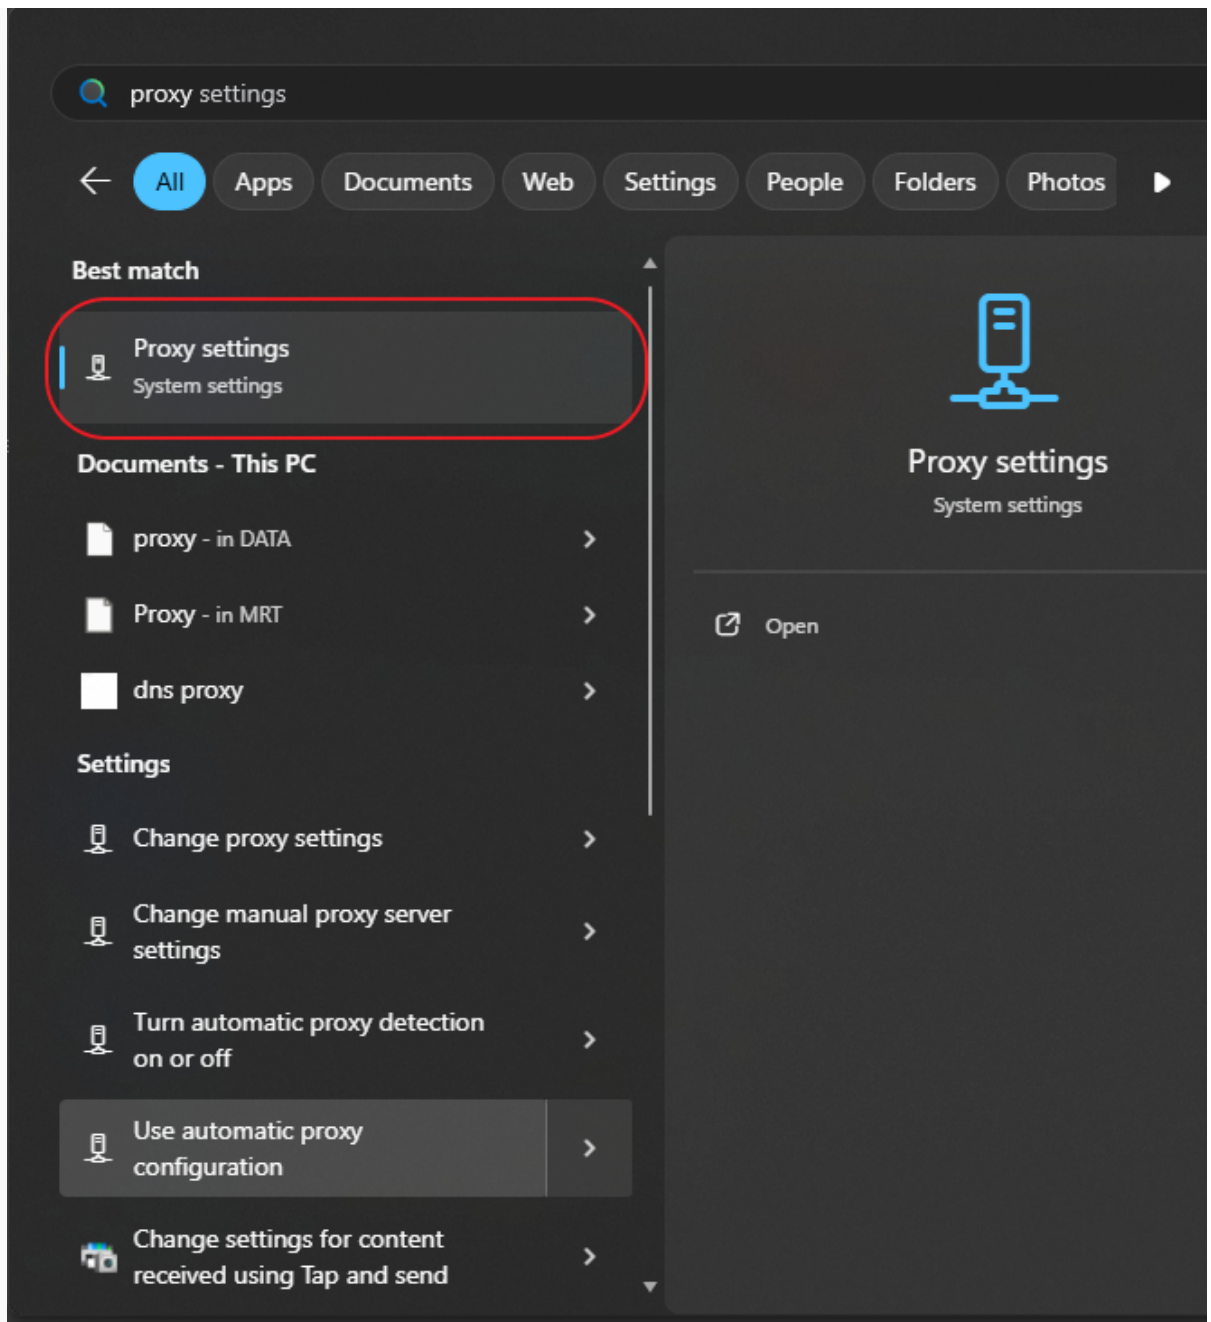 proxy settings
All Apps Documents Web Settings People Folders Photos
Best match
Proxy settings
System settings
Documents - This PC
proxy - in DATA
Proxy - in MRT
dns proxy
Settings
Change proxy settings
Change manual proxy server
settings
Turn automatic proxy detection
on or off
Use automatic proxy
configuration
Change settings for content
received using Tap and send
Proxy settings
System settings
Open